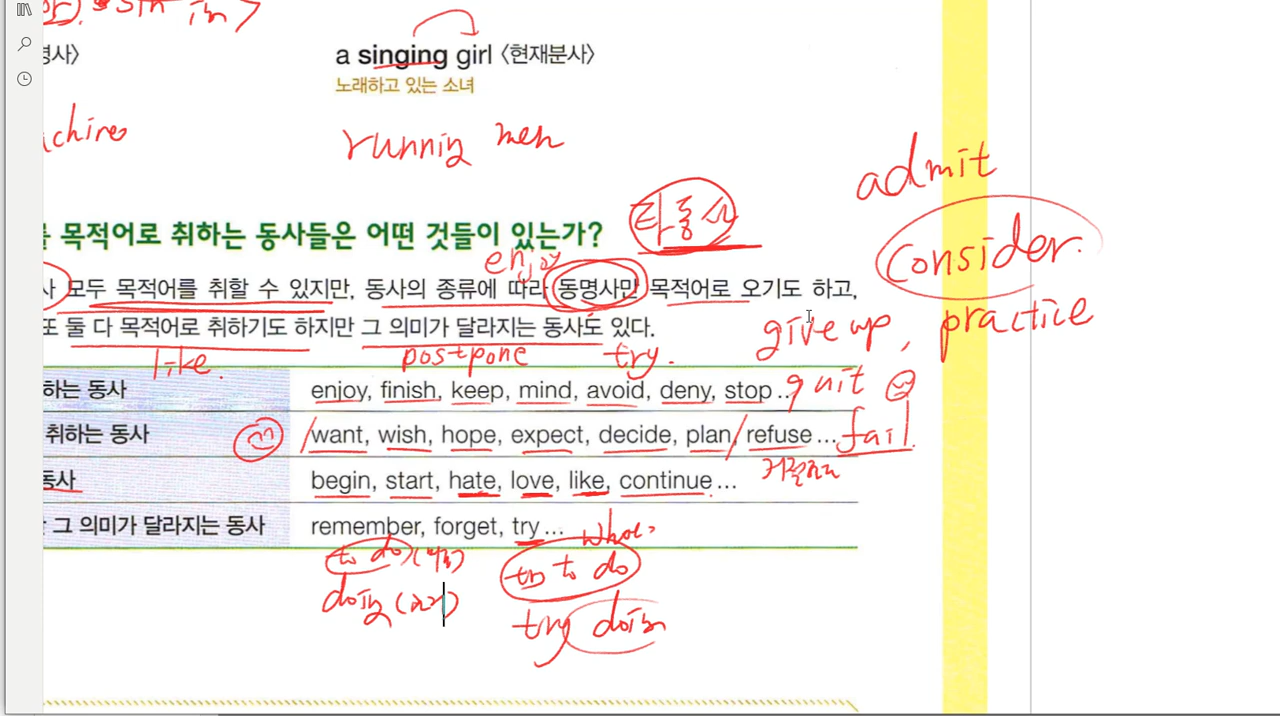 명사〉
a singing girl 〈현재분사〉
노래하고 있는 소녀
running men
admit
를 목적어로 취하는 동사들은 어떤 것들이 있는가? 타동사
consider.
enjoy
사 모두 목적어를 취할 수 있지만, 동사의 종류에 따라 동명사만 목적어로 오기도 하고,
또 둘 다 목적어로 취하기도 하지만 그 의미가 달라지는 동사도 있다.
give up, practice
like. postpone try.
하는 동사 enjoy, finish, keep, mind, avoid, deny, stop ... quit
취하는 동사 want, wish, hope, expect, decide, plan, refuse ... fail.
동사 begin, start, hate, love, like, continue ...
그 의미가 달라지는 동사 remember, forget, try ...
to do
try to do
doing
try doing